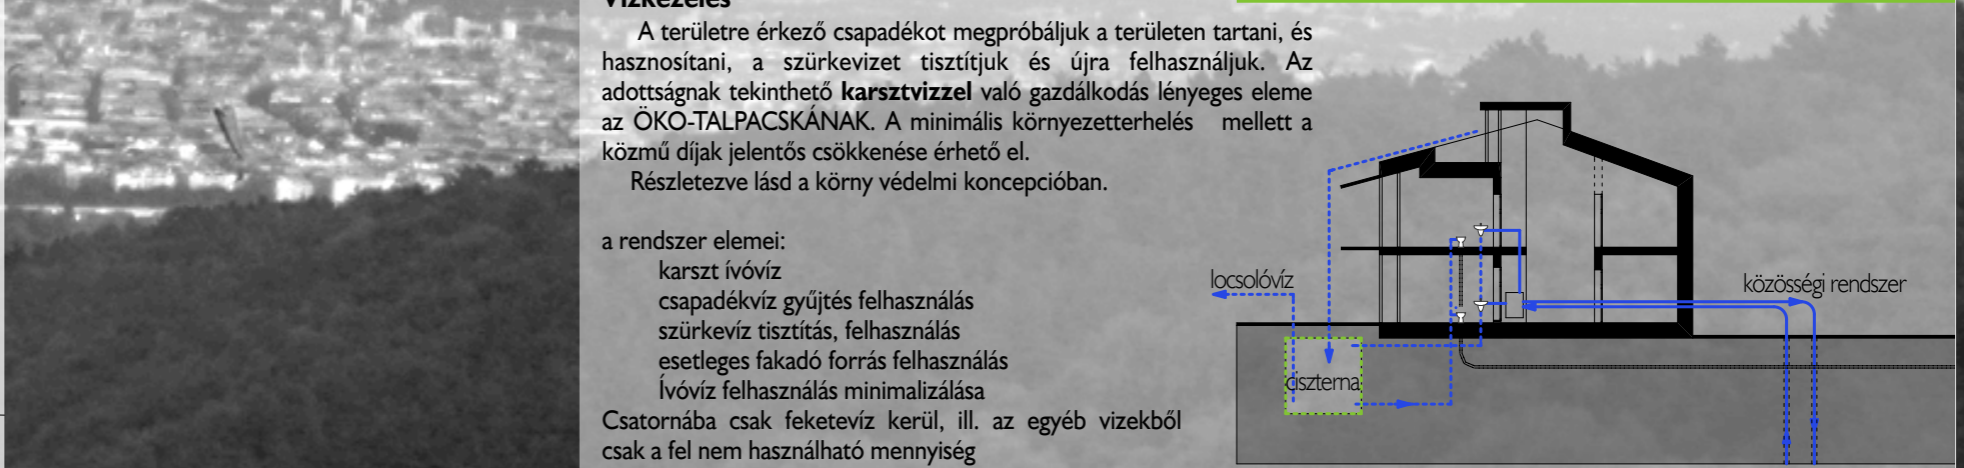 Vízkezelés
A területre érkező csapadékot megpróbáljuk a területen tartani, és
hasznosítani, a szürkevizet tisztítjuk és újra felhasználjuk. Az
adottságnak tekinthető karsztvizzel való gazdálkodás lényeges eleme
az ÖKO-TALPACSKÁNAK. A minimális környezetterhelés mellett a
közmű díjak jelentős csökkenése érhető el.
Részletezve lásd a körny védelmi koncepcióban.
a rendszer elemei:
karszt ívóvíz
csapadékvíz gyűjtés felhasználás
szürkevíz tisztítás, felhasználás
esetleges fakadó forrás felhasználás
Ívóvíz felhasználás minimalizálása
Csatornába csak feketevíz kerül, ill. az egyéb vizekből
csak a fel nem használható mennyiség
locsolóvíz
közösségi rendszer
ciszterna